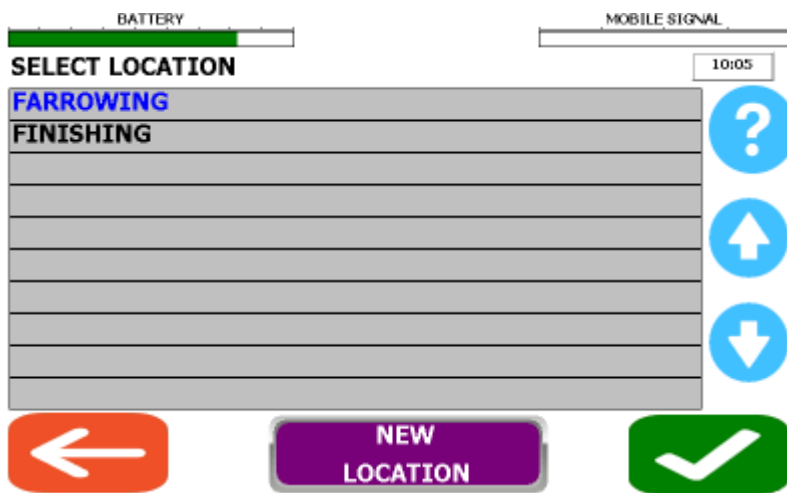 BATTERY
MOBILE SIGNAL
SELECT LOCATION
10:05
FARROWING
FINISHING
?
NEW
LOCATION